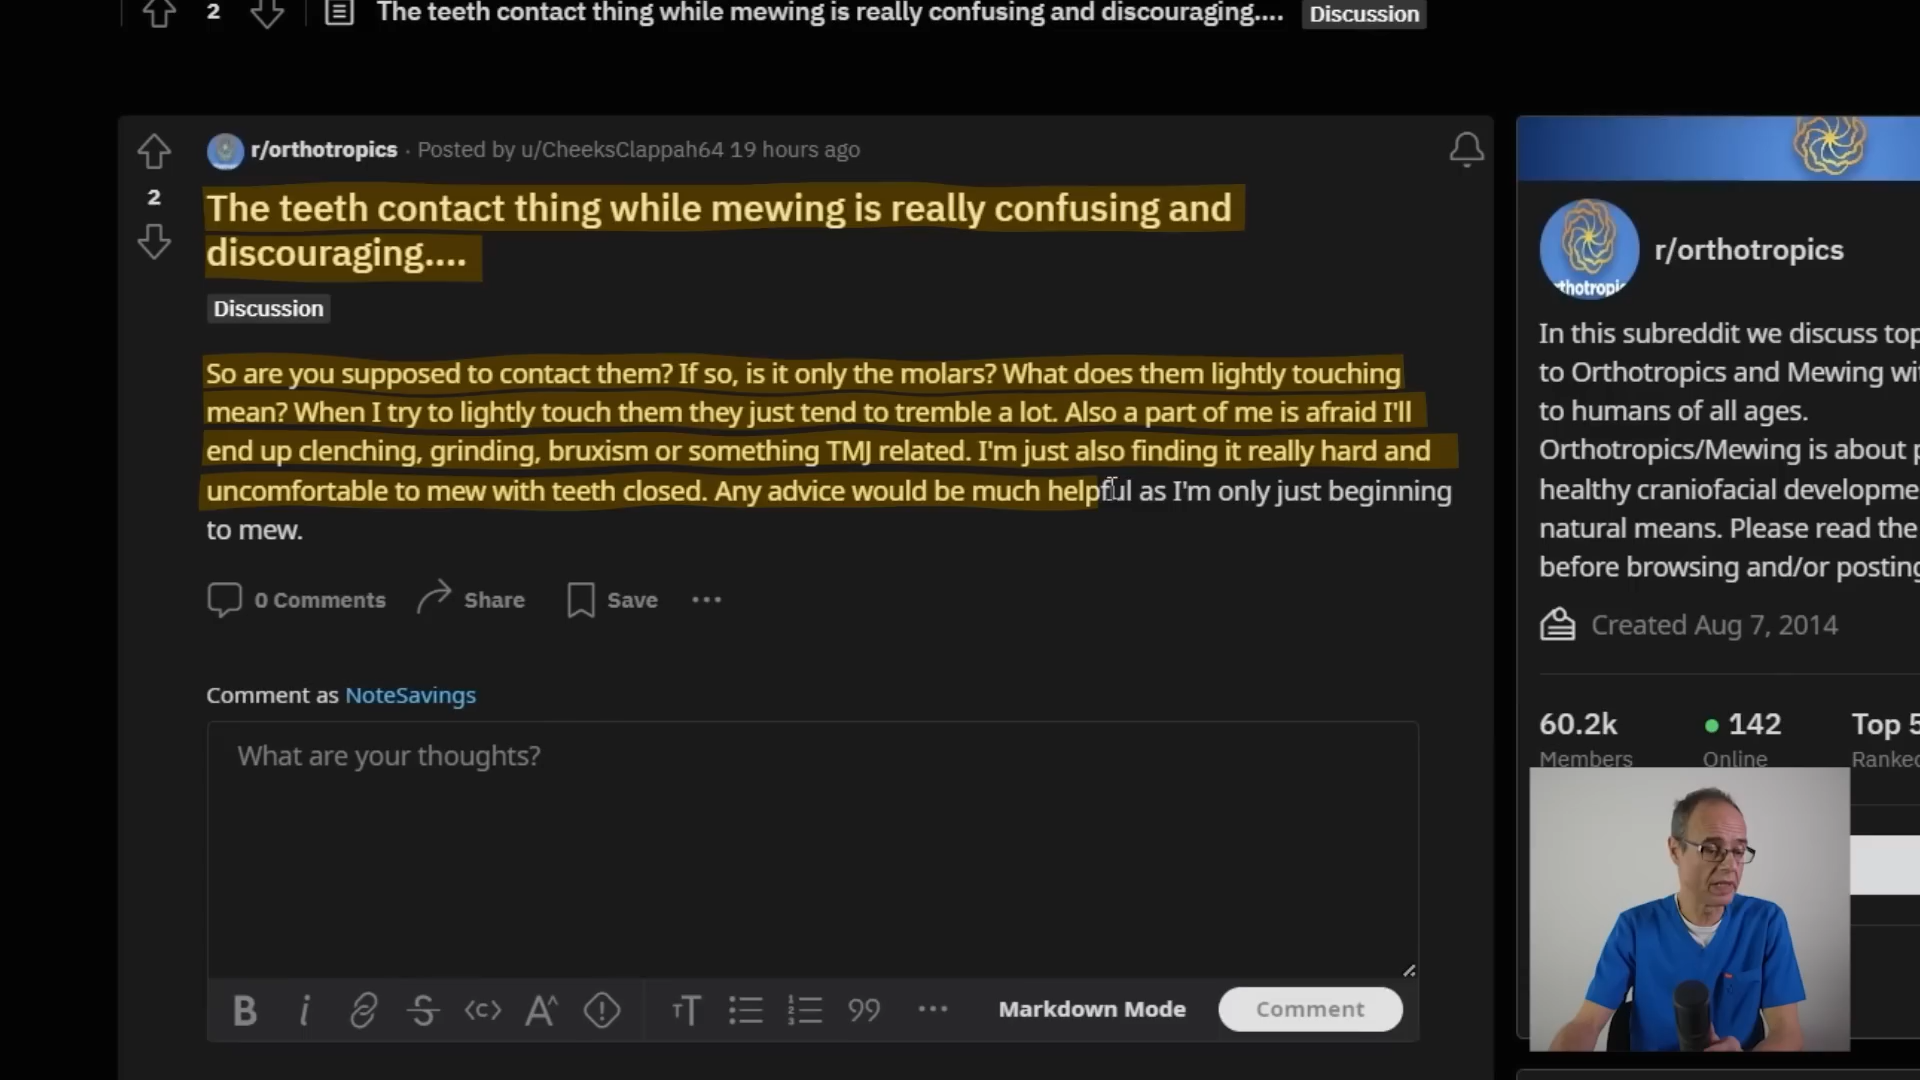 2
The teeth contact thing while mewing is really confusing and discouraging.... Discussion
r/orthotropics · Posted by u/CheeksClappah64 19 hours ago
2
The teeth contact thing while mewing is really confusing and
discouraging....
Discussion
So are you supposed to contact them? If so, is it only the molars? What does them lightly touching
mean? When I try to lightly touch them they just tend to tremble a lot. Also a part of me is afraid I'll
end up clenching, grinding, bruxism or something TMJ related. I'm just also finding it really hard and
uncomfortable to mew with teeth closed. Any advice would be much helpful as I'm only just beginning
to mew.
0 Comments Share Save
Comment as NoteSavings
What are your thoughts?
Markdown Mode Comment
thotropi
r/orthotropics
In this subreddit we discuss top
to Orthotropics and Mewing wi
to humans of all ages.
Orthotropics/Mewing is about p
healthy craniofacial developme
natural means. Please read the
before browsing and/or posting
Created Aug 7, 2014
60.2k 142 Top 5
Members Online Ranked